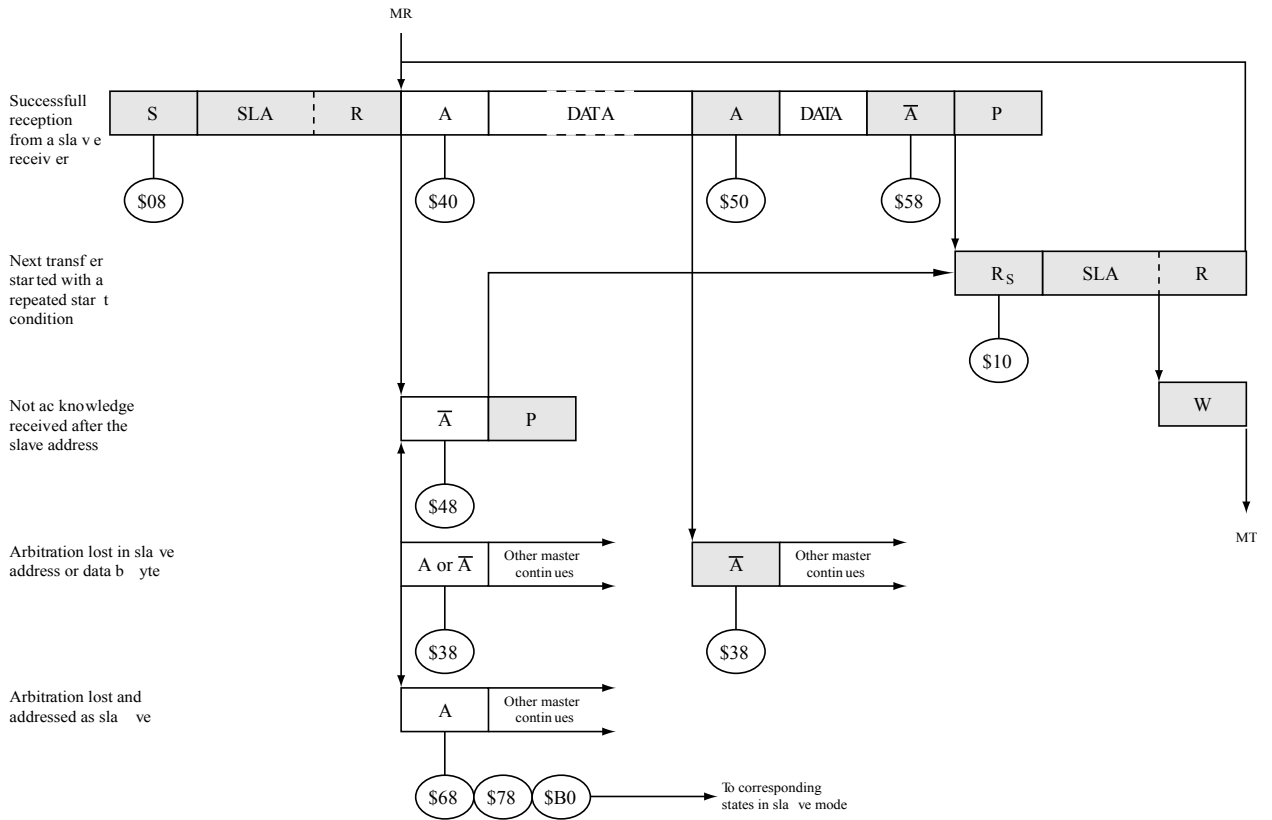 MR
Successfull
reception
from a sla v e
receiv er
S SLA R A DATA A DATA A̅ P
$08 $40 $50 $58
Next transf er
star ted with a
repeated star t
condition
RS SLA R
$10
Not ac knowledge
received after the
slave address
A̅ P
W
$48
MT
Arbitration lost in sla ve
address or data b yte
A or A̅ Other master
contin ues
A̅ Other master
contin ues
$38 $38
Arbitration lost and
addressed as sla ve
A Other master
contin ues
$68 $78 $B0 To corresponding
states in sla ve mode